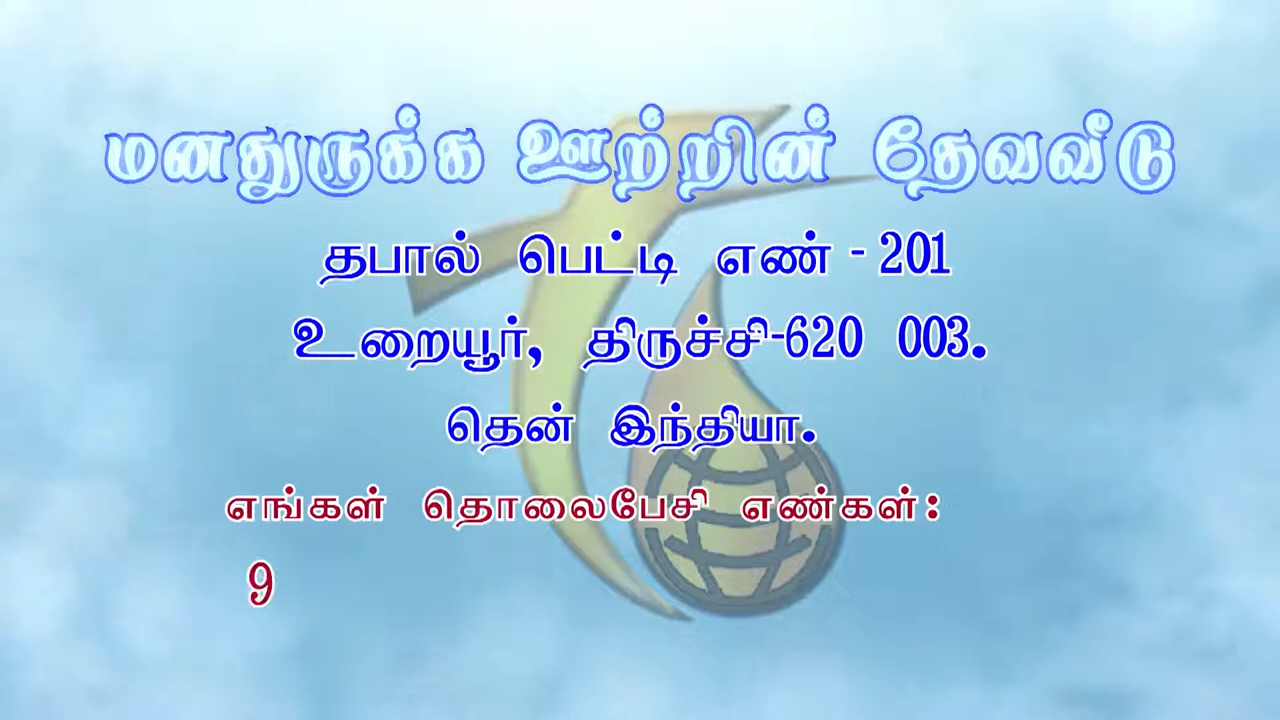 மனதுருக்க ஊற்றின் தேவவீடு
தபால் பெட்டி எண் - 201
உறையூர், திருச்சி-620 003.
தென் இந்தியா.
எங்கள் தொலைபேசி எண்கள்:
9